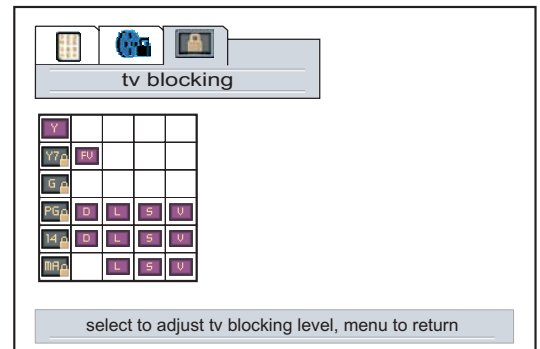 tv blocking
Y
Y7 FV
G
PG D L S V
14 D L S V
MA L S V
select to adjust tv blocking level, menu to return